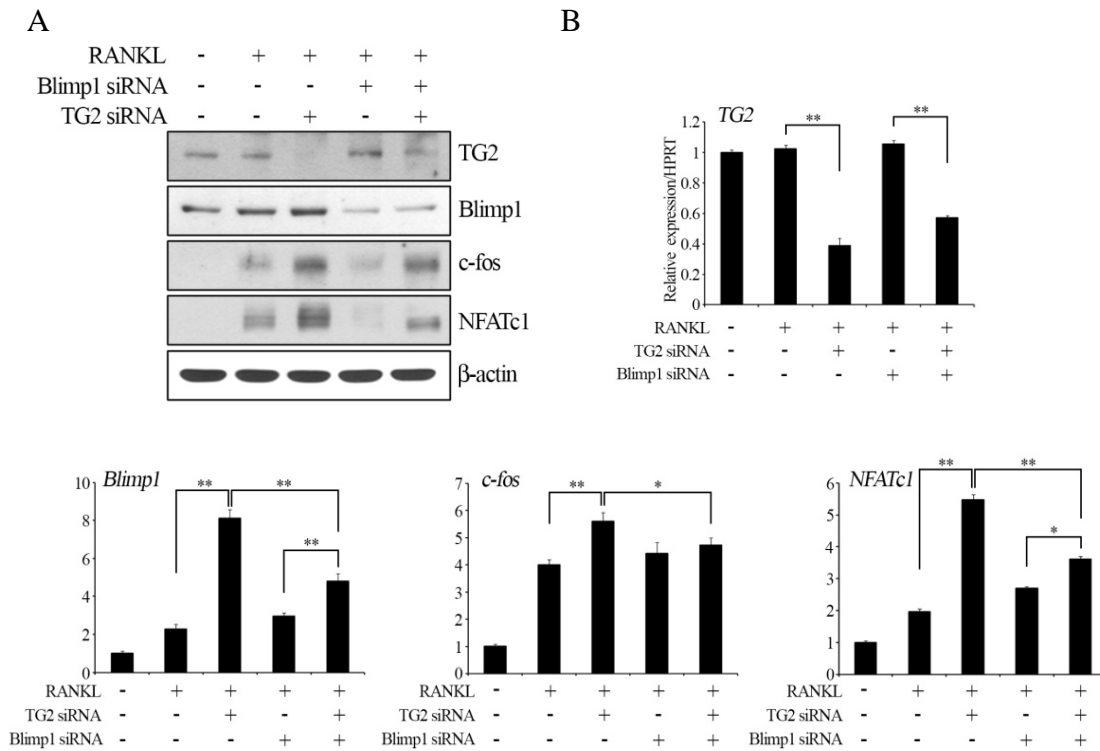 A
RANKL - + + + +
Blimp1 siRNA - - - + +
TG2 siRNA - - + - +
TG2
Blimp1
c-fos
NFATc1
β-actin
B
TG2
** **
Relative expression/HPRT
1.2
1
0.8
0.6
0.4
0.2
0
RANKL - + + + +
TG2 siRNA - - + - +
Blimp1 siRNA - - - + +
Blimp1
** **
**
10
8
6
4
2
0
RANKL - + + + +
TG2 siRNA - - + - +
Blimp1 siRNA - - - + +
c-fos
** *
7
6
5
4
3
2
1
0
RANKL - + + + +
TG2 siRNA - - + - +
Blimp1 siRNA - - - + +
NFATc1
** **
*
6
5
4
3
2
1
0
RANKL - + + + +
TG2 siRNA - - + - +
Blimp1 siRNA - - - + +